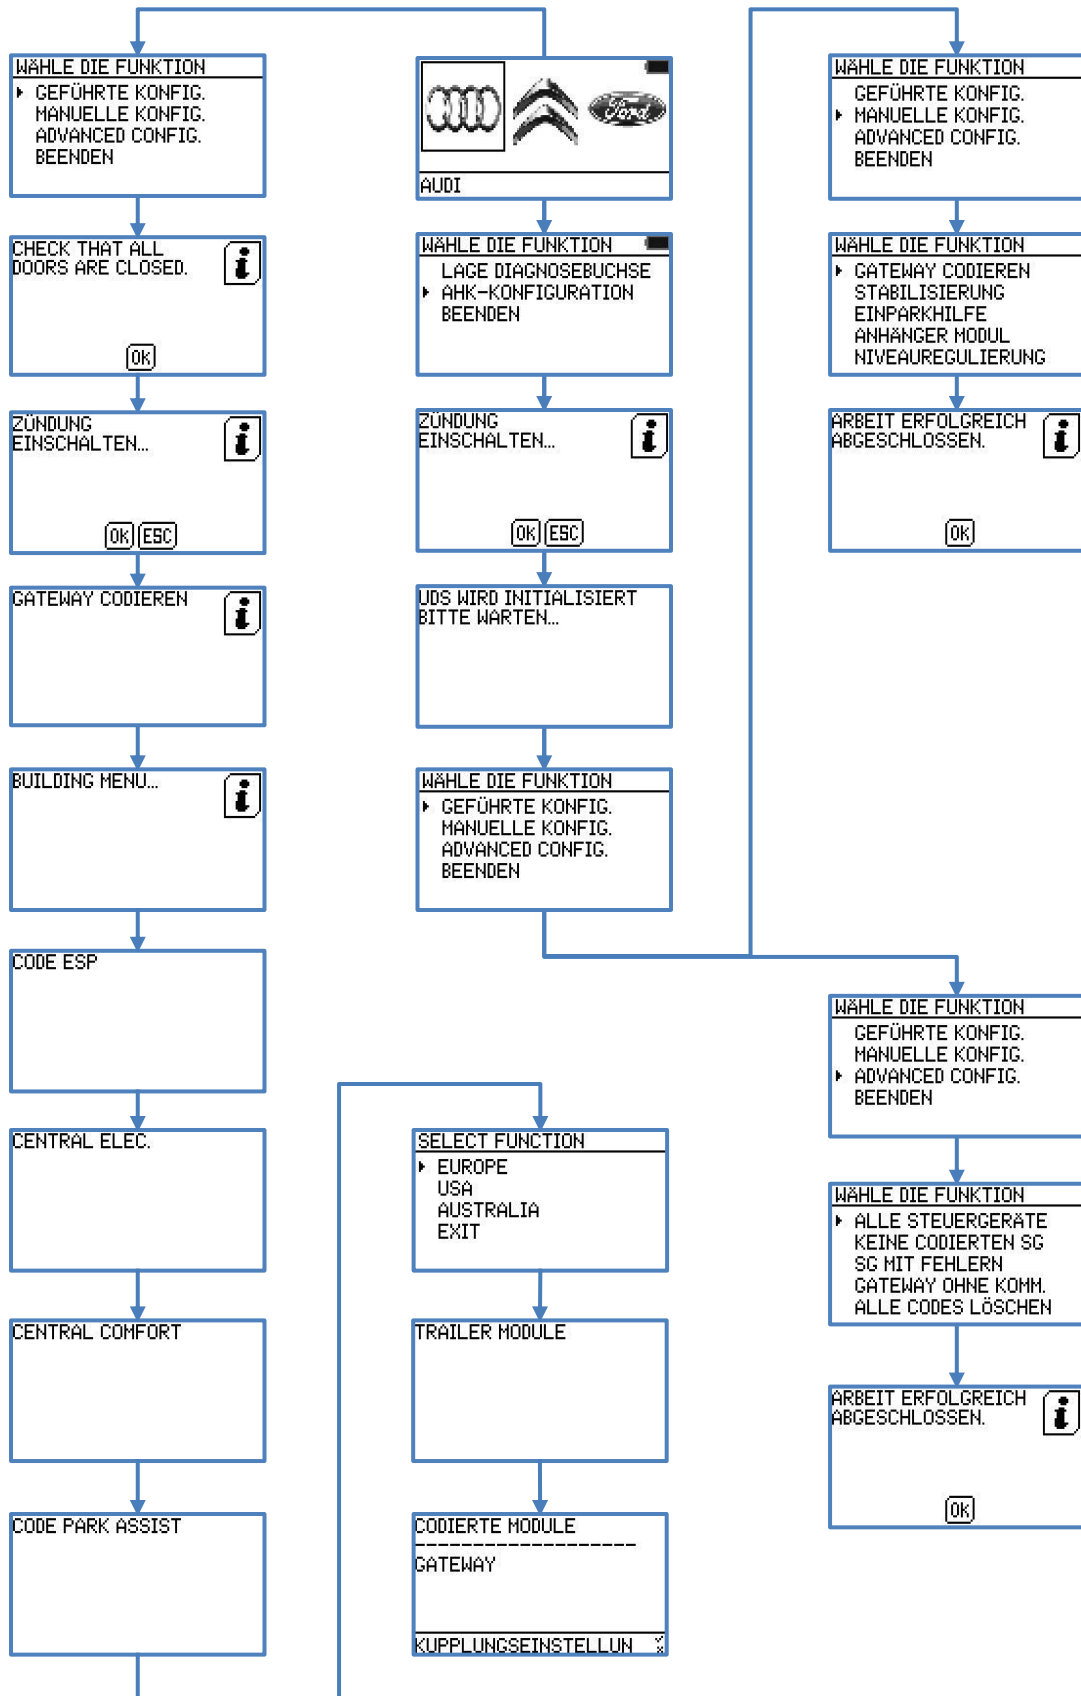 WÄHLE DIE FUNKTION
GEFÜHRTE KONFIG.
MANUELLE KONFIG.
ADVANCED CONFIG.
BEENDEN
CHECK THAT ALL
DOORS ARE CLOSED.
OK
ZÜNDUNG
EINSCHALTEN...
OK ESC
GATEWAY CODIEREN
BUILDING MENU...
CODE ESP
CENTRAL ELEC.
CENTRAL COMFORT
CODE PARK ASSIST
Ford
AUDI
WÄHLE DIE FUNKTION
LAGE DIAGNOSEBUCHSE
AHK-KONFIGURATION
BEENDEN
ZÜNDUNG
EINSCHALTEN...
OK ESC
UDS WIRD INITIALISIERT
BITTE WARTEN...
WÄHLE DIE FUNKTION
GEFÜHRTE KONFIG.
MANUELLE KONFIG.
ADVANCED CONFIG.
BEENDEN
SELECT FUNCTION
EUROPE
USA
AUSTRALIA
EXIT
TRAILER MODULE
CODIERTE MODULE
--------------------
GATEWAY
KUPPLUNGSEINSTELLUN
WÄHLE DIE FUNKTION
GEFÜHRTE KONFIG.
MANUELLE KONFIG.
ADVANCED CONFIG.
BEENDEN
WÄHLE DIE FUNKTION
GATEWAY CODIEREN
STABILISIERUNG
EINPARKHILFE
ANHÄNGER MODUL
NIVEAUREGULIERUNG
ARBEIT ERFOLGREICH
ABGESCHLOSSEN.
OK
WÄHLE DIE FUNKTION
GEFÜHRTE KONFIG.
MANUELLE KONFIG.
ADVANCED CONFIG.
BEENDEN
WÄHLE DIE FUNKTION
ALLE STEUERGERÄTE
KEINE CODIERTEN SG
SG MIT FEHLERN
GATEWAY OHNE KOMM.
ALLE CODES LÖSCHEN
ARBEIT ERFOLGREICH
ABGESCHLOSSEN.
OK